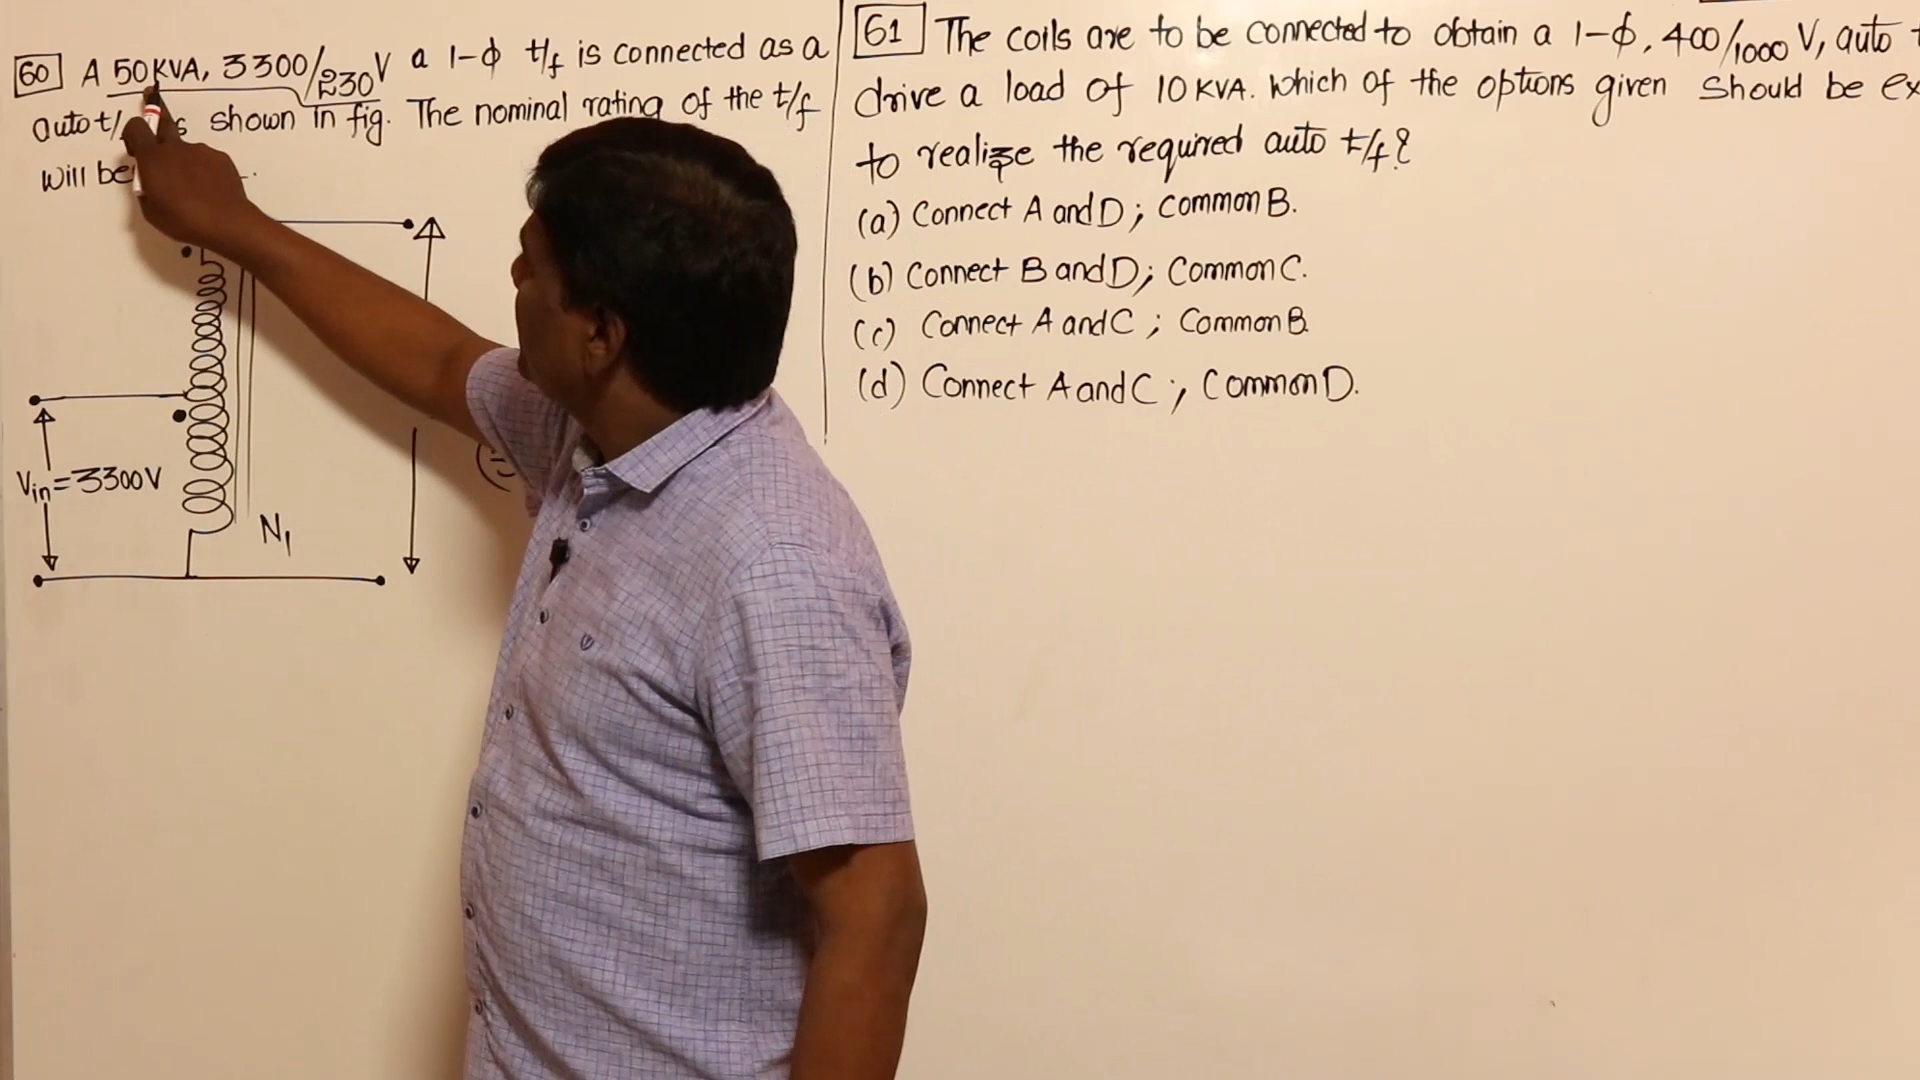 60 A 50KVA, 3300/230V a 1-ϕ t/f is connected as a
auto t/ s shown in fig. The nominal rating of the t/f
will be
Vin=3300V
N1
61 The coils are to be connected to obtain a 1-ϕ, 400/1000 V, auto
drive a load of 10 KVA. Which of the options given should be ex
to realize the required auto t/f?
(a) Connect A and D; Common B.
(b) Connect B and D; Common C.
(c) Connect A and C; Common B.
(d) Connect A and C; Common D.